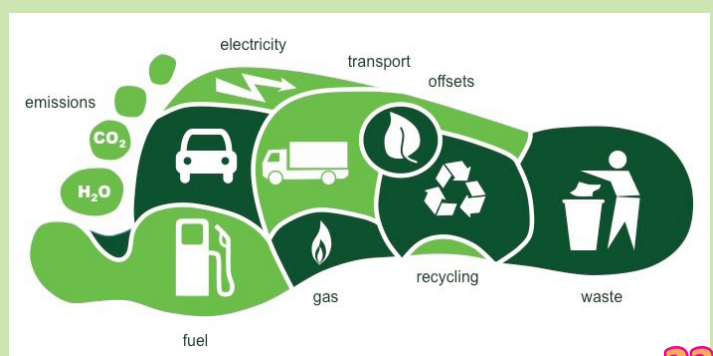 electricity
transport
offsets
emissions
CO₂
H₂O
recycling
gas
waste
fuel